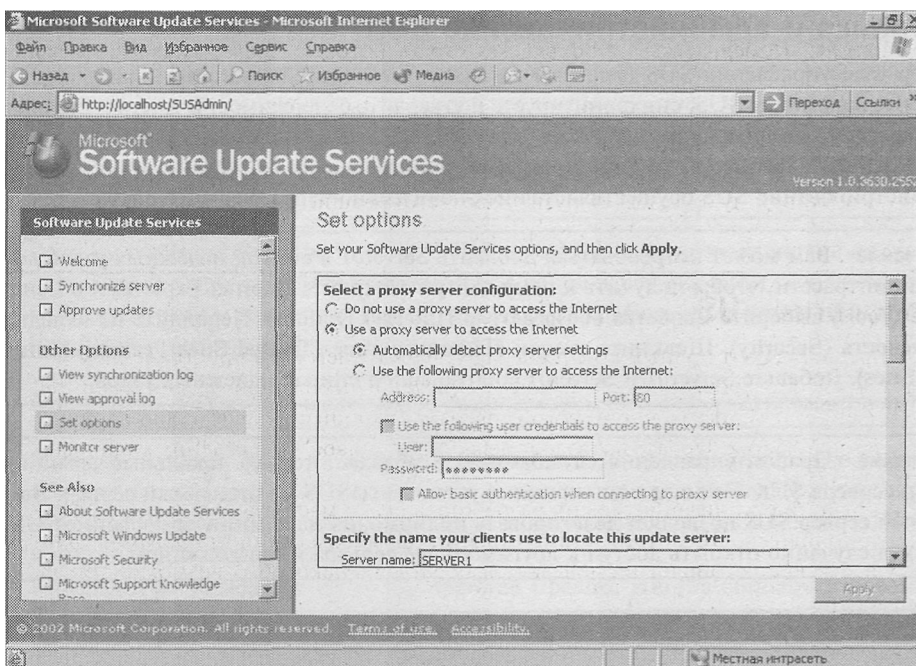 Microsoft Software Update Services - Microsoft Internet Explorer
Файл Правка Вид Избранное Сервис Справка
Назад Поиск Избранное Медиа
Адрес: http://localhost/SUSAdmin/ Переход Ссылки »
Microsoft®
Software Update Services
Version 1.0.3630.2552
Software Update Services
Welcome
Synchronize server
Approve updates
Other Options
View synchronization log
View approval log
Set options
Monitor server
See Also
About Software Update Services
Microsoft Windows Update
Microsoft Security
Microsoft Support Knowledge
Base
Set options
Set your Software Update Services options, and then click Apply.
Select a proxy server configuration:
Do not use a proxy server to access the Internet
Use a proxy server to access the Internet
Automatically detect proxy server settings
Use the following proxy server to access the Internet:
Address: Port: 80
Use the following user credentials to access the proxy server:
User:
Password: ********
Allow basic authentication when connecting to proxy server
Specify the name your clients use to locate this update server:
Server name: SERVER1
Apply
© 2002 Microsoft Corporation. All rights reserved. Terms of use. Accessibility.
Местная интрасеть